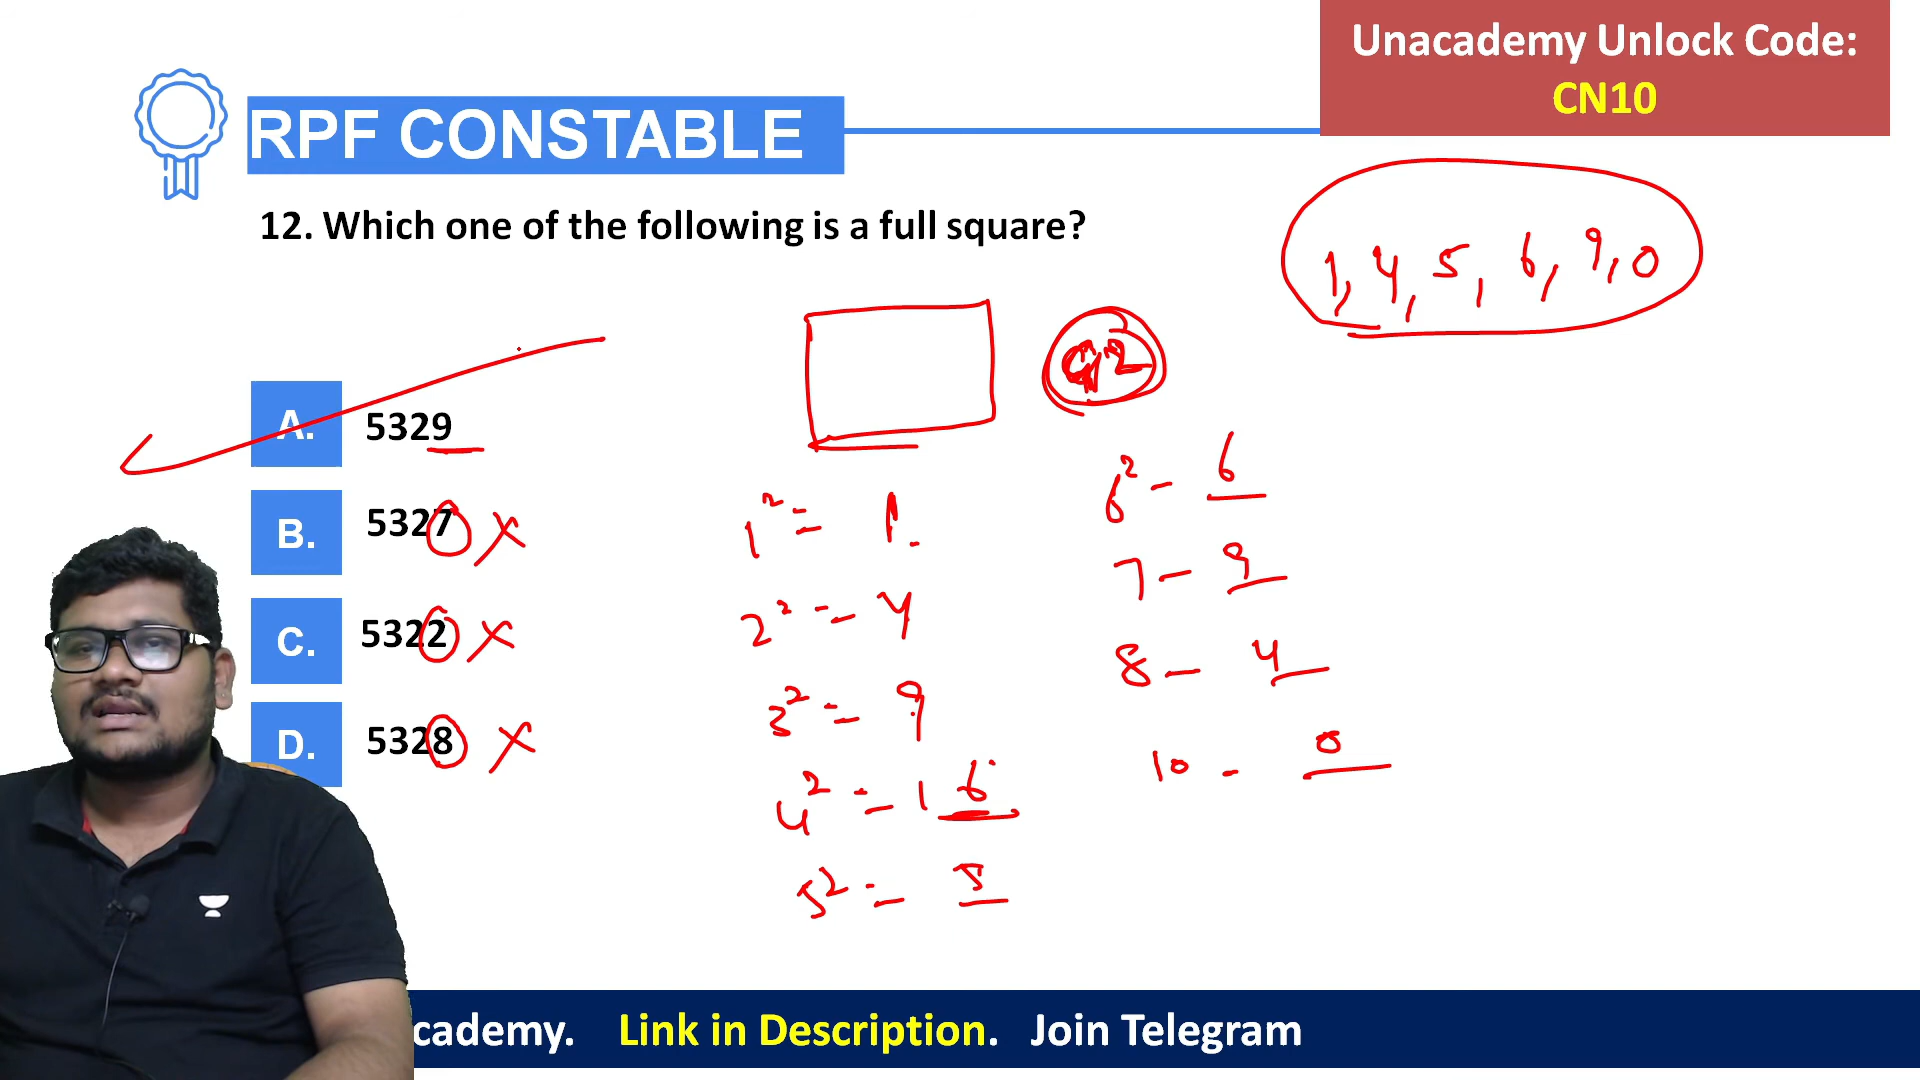 Unacademy Unlock Code:
CN10
RPF CONSTABLE
12. Which one of the following is a full square?
1, 4, 5, 6, 9, 0
A. 5329
B. 5327 X
C. 5322 X
D. 5328 X
1² = 1
2² = 4
3² = 9
4² = 16
5² = 5
6² - 6
7 - 9
8 - 4
10 - 0
cademy. Link in Description. Join Telegram